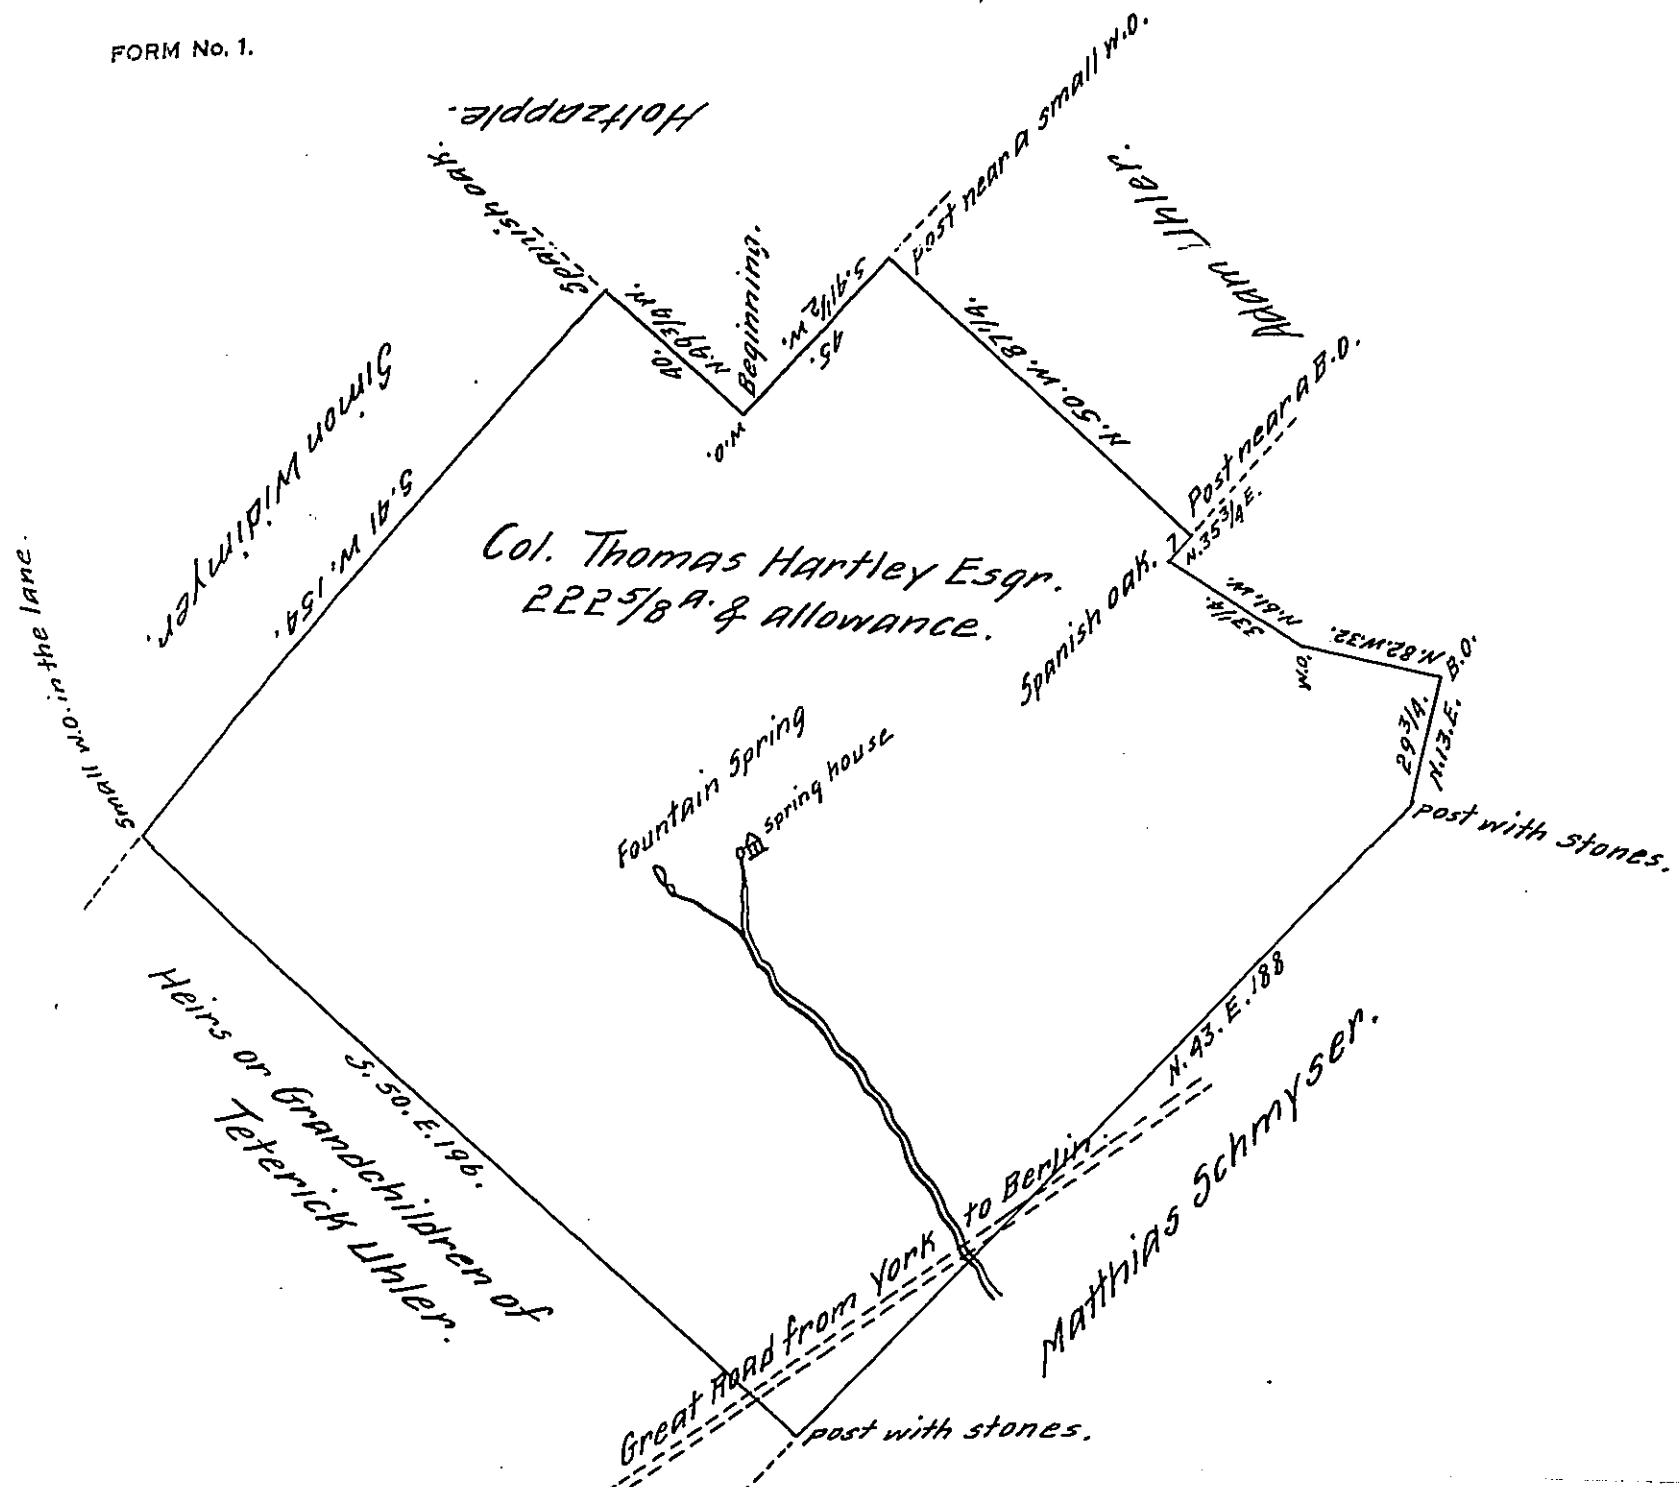 FORM No. 1.
Holtzapple.
Spanish oak.
N.49 3/4 W.
40.
Beginning.
W.O.
S.41 1/2 W.
45.
Post near a small W.O.
Adam Uhler.
N. 50. W. 87 1/4.
Post near a B.O.
N.35 3/4 E.
7
Spanish oak.
N.61.W.
33 1/4.
W.O.
N.82.W.32.
B.O.
29 3/4.
N.13.E.
post with stones.
Simon Widinyer.
S. 41 W. 154.
Small W.O. in the lane.
Col. Thomas Hartley Esqr.
222 5/8 a. & allowance.
Fountain Spring
Spring house
Heirs or Grandchildren of
Teterick Uhler.
S. 50. E. 196.
N. 43. E. 188
Matthias Schmyser.
Great Road from York to Berlin.
post with stones.